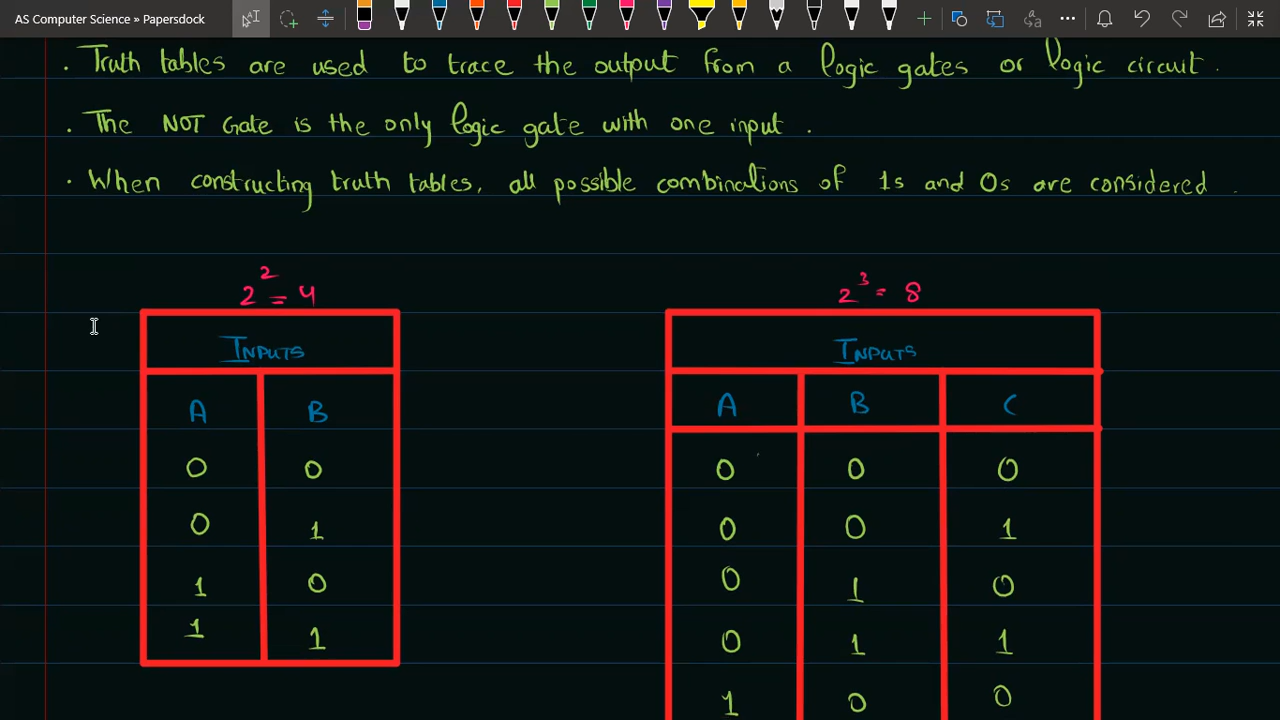 AS Computer Science » Papersdock
. Truth tables are used to trace the output from a logic gates or logic circuit.
. The NOT Gate is the only logic gate with one input.
. When constructing truth tables, all possible combinations of 1s and 0s are considered.
2² = 4
INPUTS
A B
0 0
0 1
1 0
1 1
2³ = 8
INPUTS
A B C
0 0 0
0 0 1
0 1 0
0 1 1
1 0 0